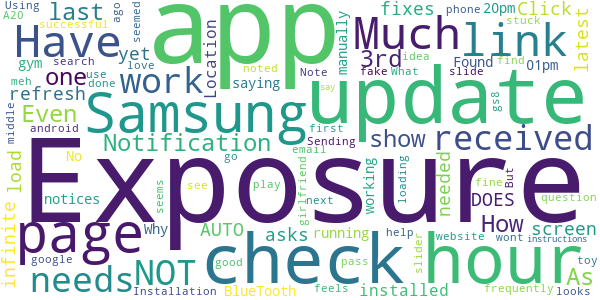 A20
Using
ago
successful
last
Have
yet
gym
meh
search
one
work
refresh
saying
Even
android
load
infinite
middle
No
notices
needs
page
google
Why
seems
Installation
app
Location
done
use
seemed
love
Found
Samsung
Notification
noted
Note
fake
first
What
Sending
email
girlfriend
go
AUTO
asks
running
play
see
next
NOT
good
pass
feels
BlueTooth
check
Exposure
manually
fixes
Much
3rd
phone
20pm
Click
latest
link
stuck
idea
find
slide
01pm
update
say
gs8
show
received
working
loading
needed
DOES
But
How
fine
question
wont
screen
website
help
slider
installed
hour
As
toy
looks
frequently
instructions